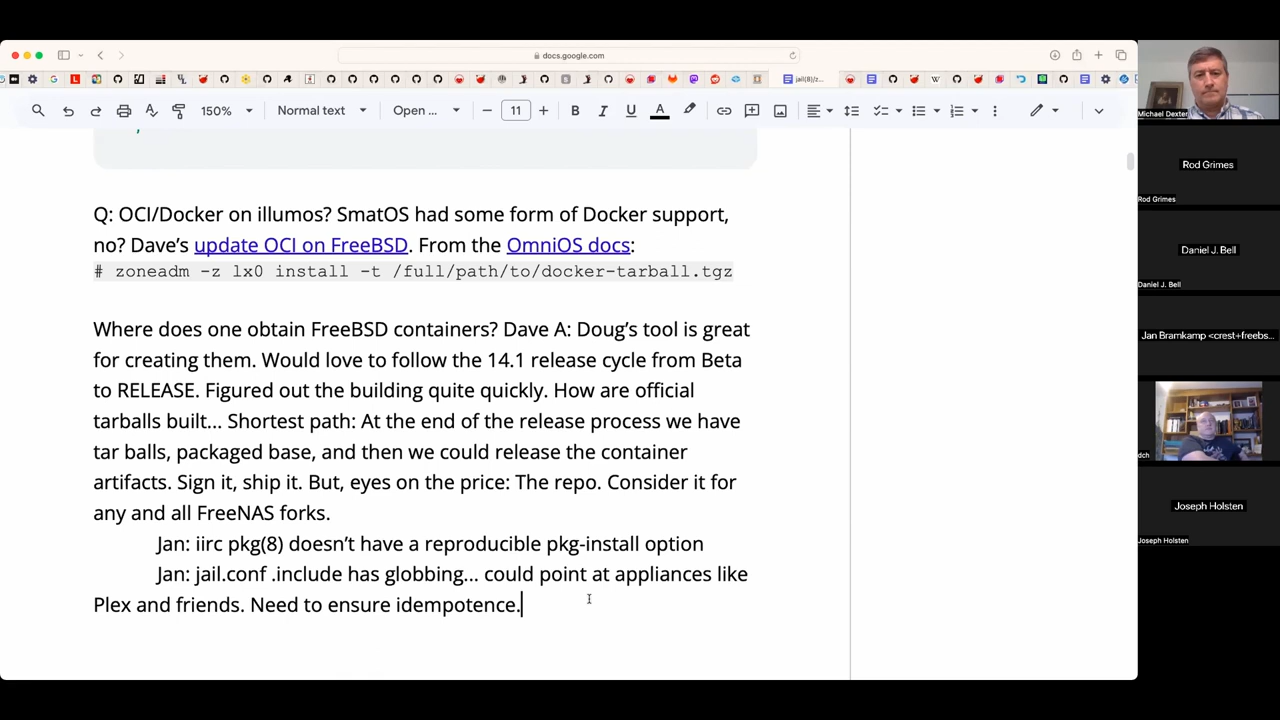 docs.google.com
jail(8)/z...
150%
Normal text
Open ...
11
Q: OCI/Docker on illumos? SmatOS had some form of Docker support,
no? Dave's update OCI on FreeBSD. From the OmniOS docs:
# zoneadm -z lx0 install -t /full/path/to/docker-tarball.tgz
Where does one obtain FreeBSD containers? Dave A: Doug's tool is great
for creating them. Would love to follow the 14.1 release cycle from Beta
to RELEASE. Figured out the building quite quickly. How are official
tarballs built... Shortest path: At the end of the release process we have
tar balls, packaged base, and then we could release the container
artifacts. Sign it, ship it. But, eyes on the price: The repo. Consider it for
any and all FreeNAS forks.
Jan: iirc pkg(8) doesn't have a reproducible pkg-install option
Jan: jail.conf .include has globbing... could point at appliances like
Plex and friends. Need to ensure idempotence.
Michael Dexter
Rod Grimes
Rod Grimes
Daniel J. Bell
Daniel J. Bell
Jan Bramkamp <crest+freebs...
dch
Joseph Holsten
Joseph Holsten